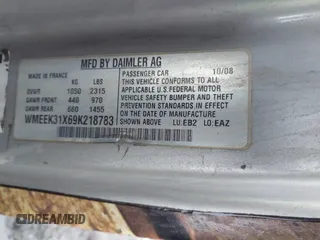 MFD BY DAIMLER AG
MADE IN FRANCE KG LBS
GVWR 1050 2315
GAWR FRONT 440 970
GAWR REAR 660 1455
WMEEK31X69K218783
PASSENGER CAR 10/08
THIS VEHICLE CONFORMS TO ALL
APPLICABLE U.S.FEDERAL MOTOR
VEHICLE SAFETY BUMPER AND THEFT
PREVENTION STANDARDS IN EFFECT
ON THE DATE OF MANUFACTURE
SHOWN ABOVE LU:EB2 LO:EAZ
© DREAMBID